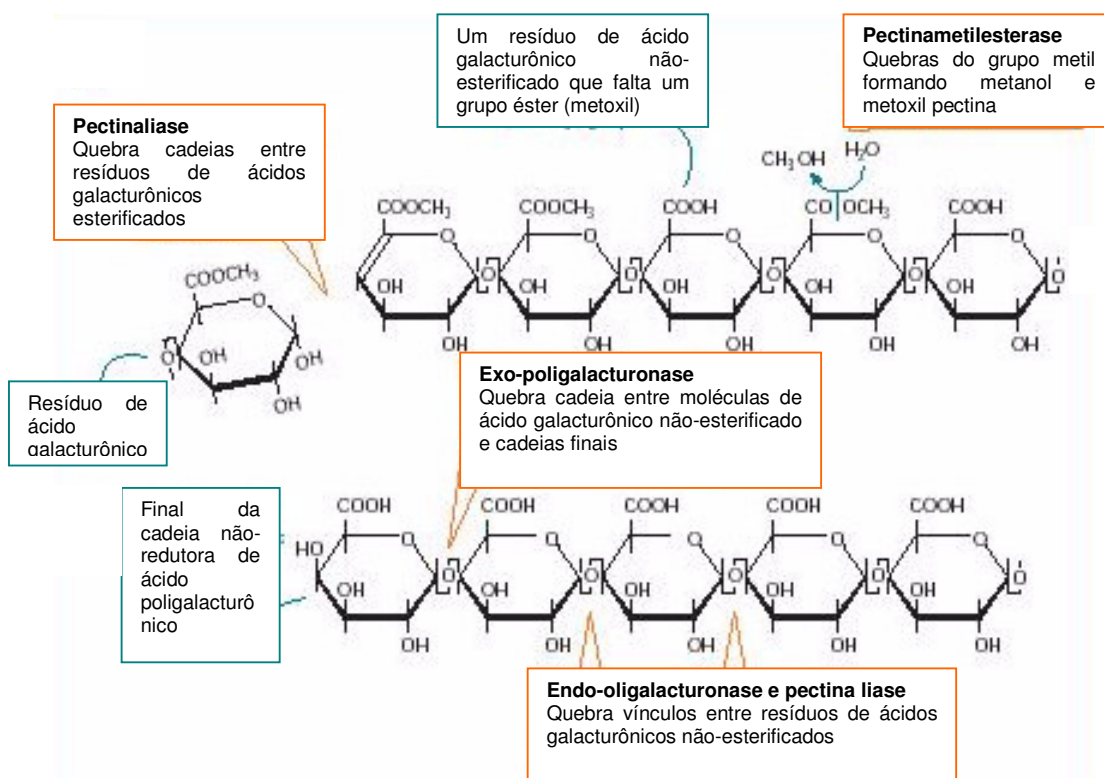 Um resíduo de ácido
galacturônico não-
esterificado que falta um
grupo éster (metoxil)
Pectinametilesterase
Quebras do grupo metil
formando metanol e
metoxil pectina
Pectinaliase
Quebra cadeias entre
resíduos de ácidos
galacturônicos
esterificados
CH₃OH H₂O
COOCH₃ COOCH₃ COOH CO OCH₃ COOH
O O O O O
O O O O O
OH OH OH OH OH
OH OH OH OH OH
COOCH₃
O
O OH OH
OH
Resíduo de
ácido
galacturônico
Exo-poligalacturonase
Quebra cadeia entre moléculas de
ácido galacturônico não-esterificado
e cadeias finais
Final da
cadeia não-
redutora de
ácido
poligalacturô
nico
COOH COOH COOH COOH COOH
HO O O O O O
O O O O O
OH OH OH OH OH
OH OH OH OH OH
Endo-oligalacturonase e pectina liase
Quebra vínculos entre resíduos de ácidos
galacturônicos não-esterificados